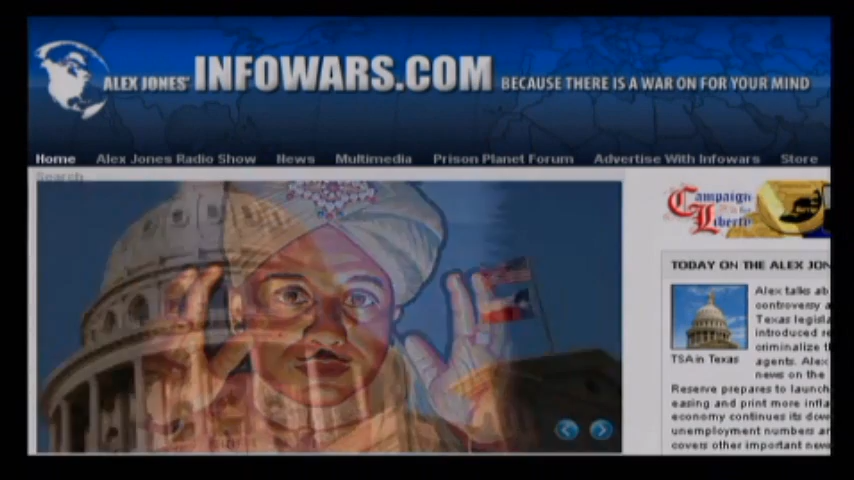 ALEX JONES' INFOWARS.COM BECAUSE THERE IS A WAR ON FOR YOUR MIND
Home Alex Jones Radio Show News Multimedia Prison Planet Forum Advertise With Infowars Store
Search
Campaign for Liberty
TODAY ON THE ALEX JON
Alex talks ab
controversy a
Texas legisla
introduced re
criminalize th
agents. Alex
news on the
TSA in Texas
Reserve prepares to launch
easing and print more infla
economy continues its dow
unemployment numbers ar
covers other important new